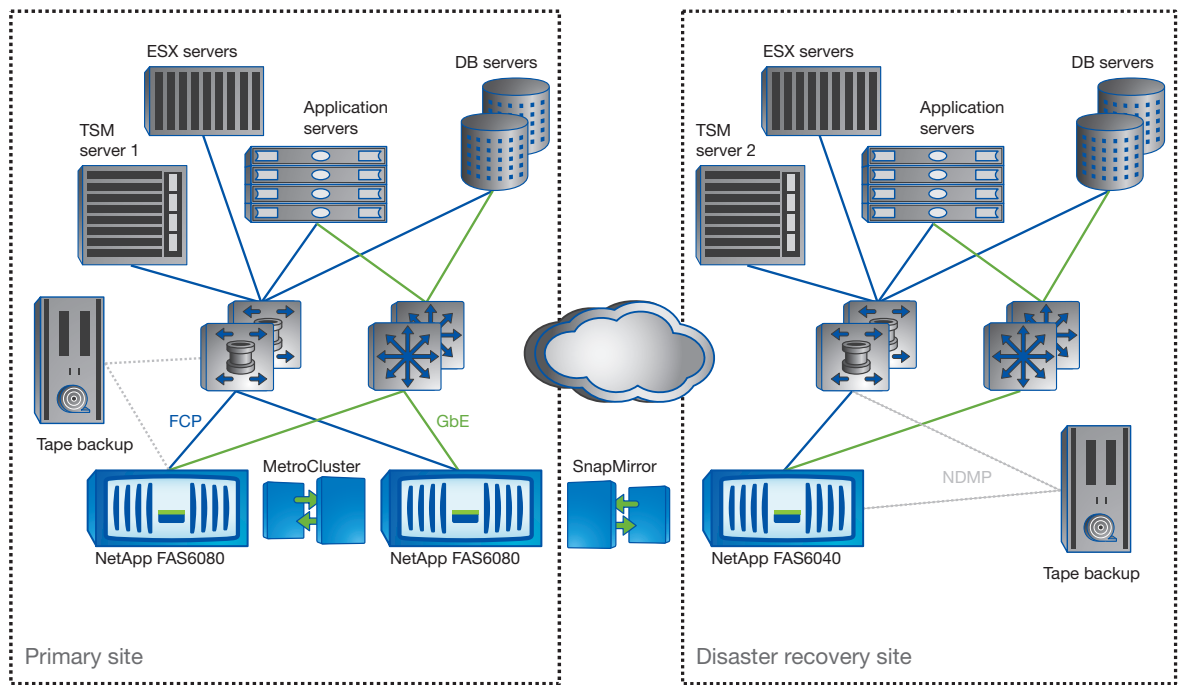 ESX servers
DB servers
Application
servers
TSM
server 1
Tape backup
FCP
GbE
MetroCluster
NetApp FAS6080
NetApp FAS6080
Primary site
SnapMirror
ESX servers
DB servers
Application
servers
TSM
server 2
NDMP
NetApp FAS6040
Tape backup
Disaster recovery site